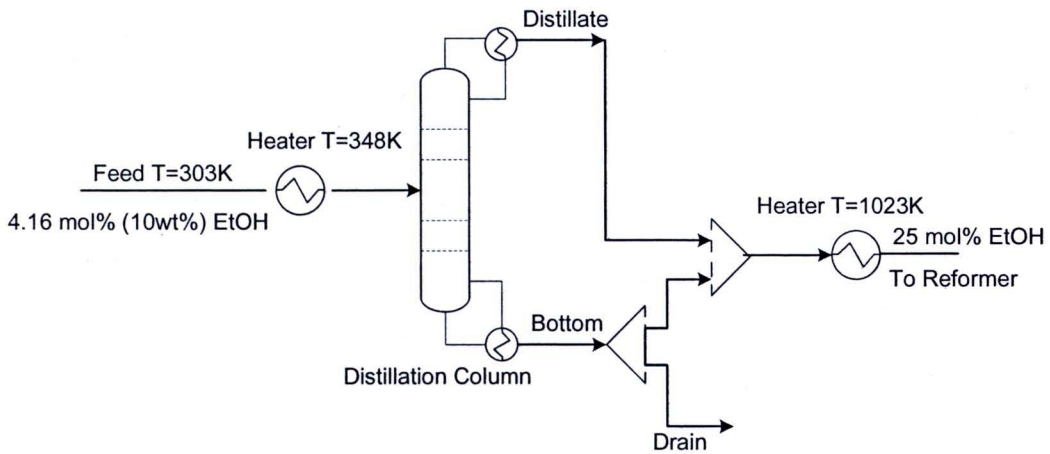 Distillate
Heater T=348K
Feed T=303K
4.16 mol% (10wt%) EtOH
Heater T=1023K
25 mol% EtOH
To Reformer
Bottom
Distillation Column
Drain